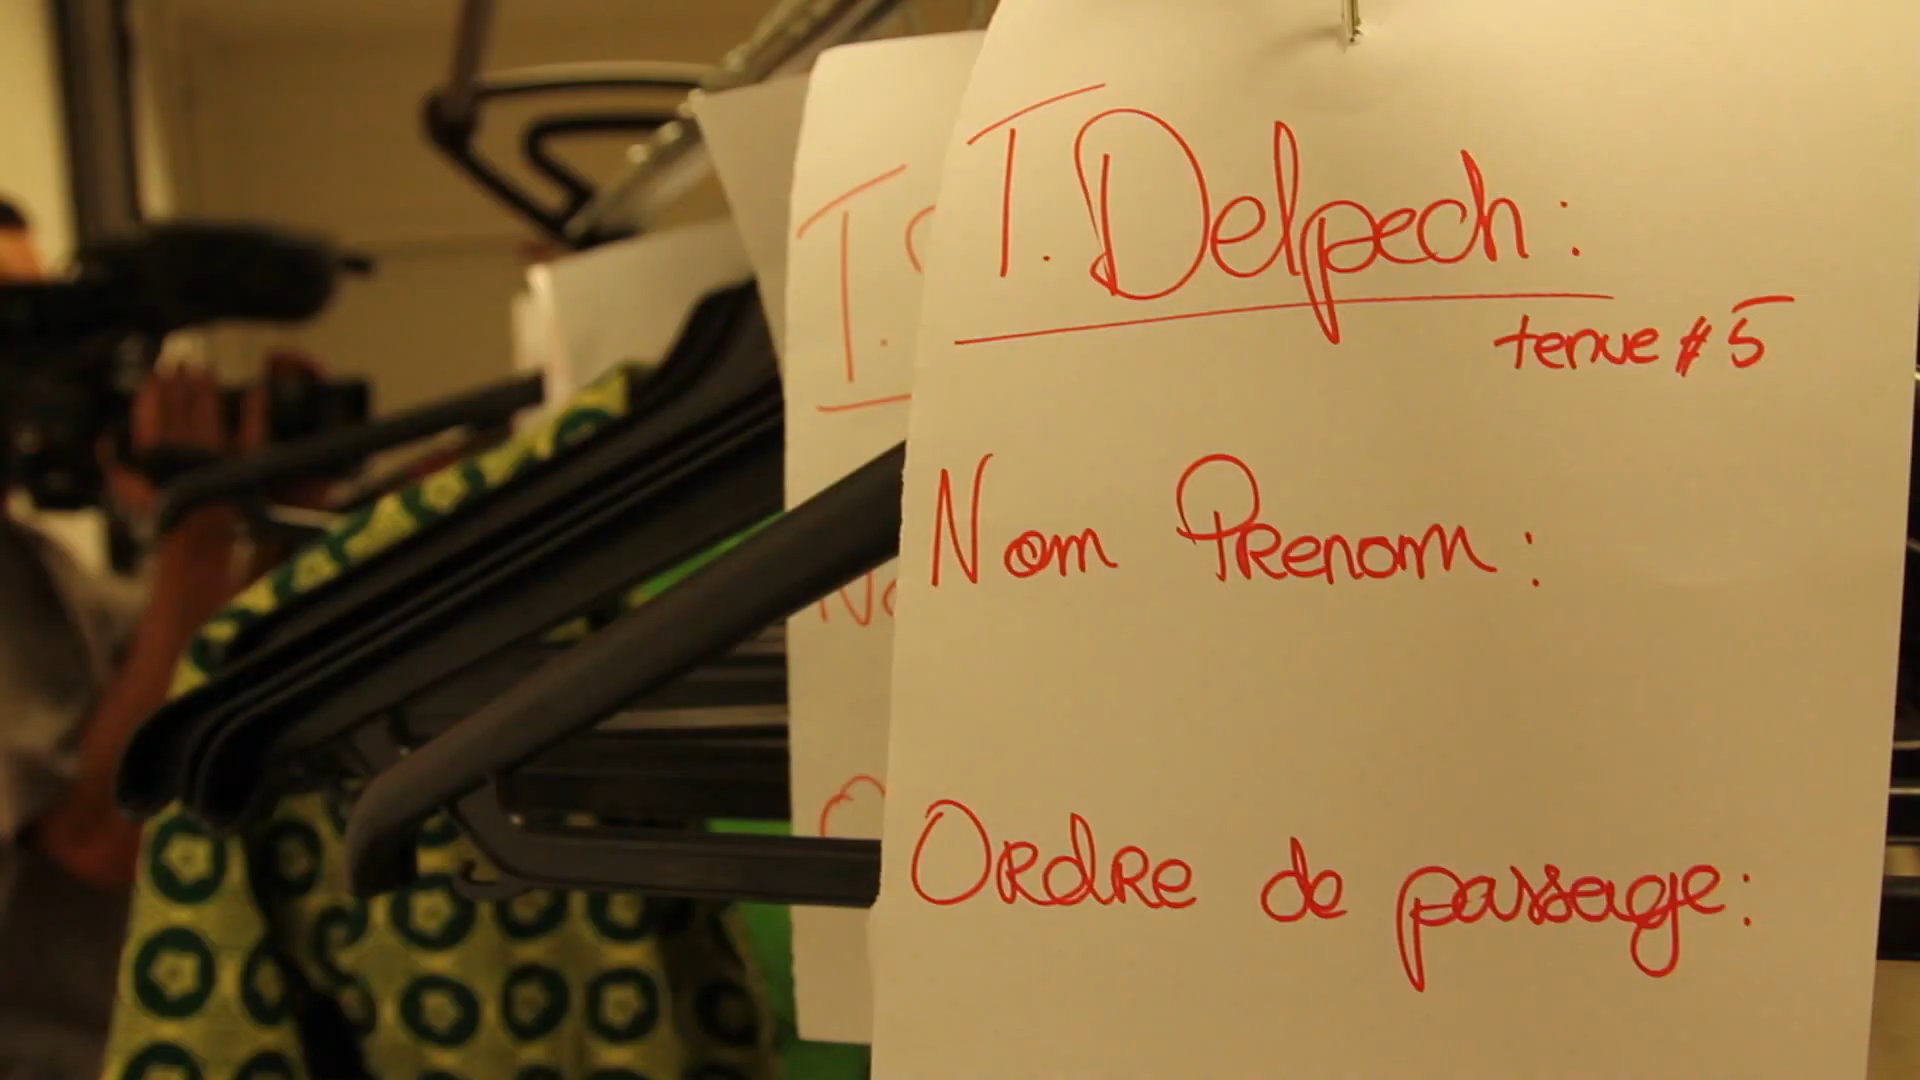 T. Delpech :
tenue # 5
Nom Prenom :
Ordre de passage :
T.